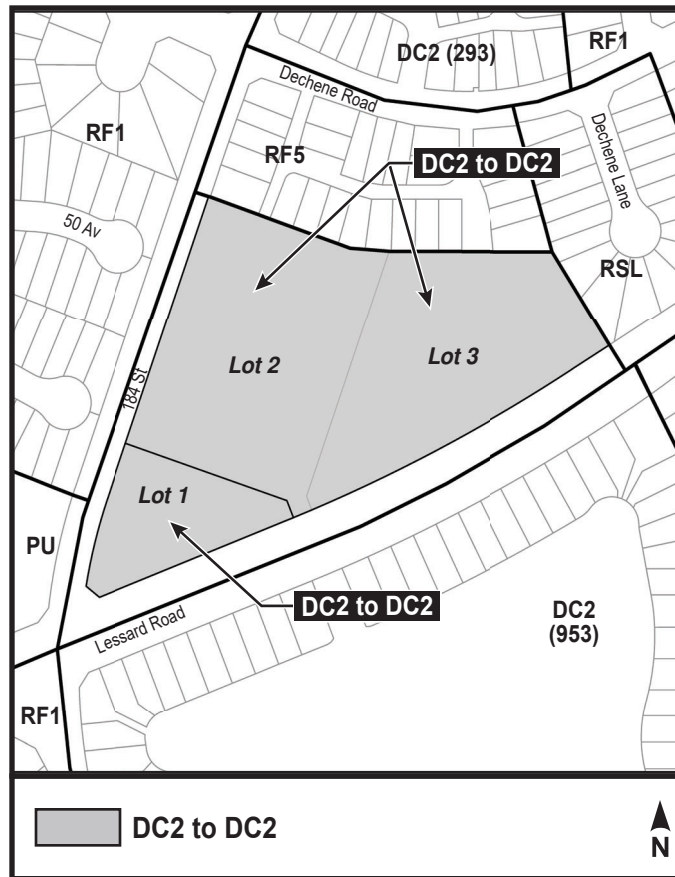 DC2 (293)
RF1
Dechene Road
RF1
RF5
DC2 to DC2
Dechene Lane
50 Av
RSL
Lot 2
Lot 3
184 St
Lot 1
PU
DC2 to DC2
DC2
(953)
Lessard Road
RF1
DC2 to DC2
N